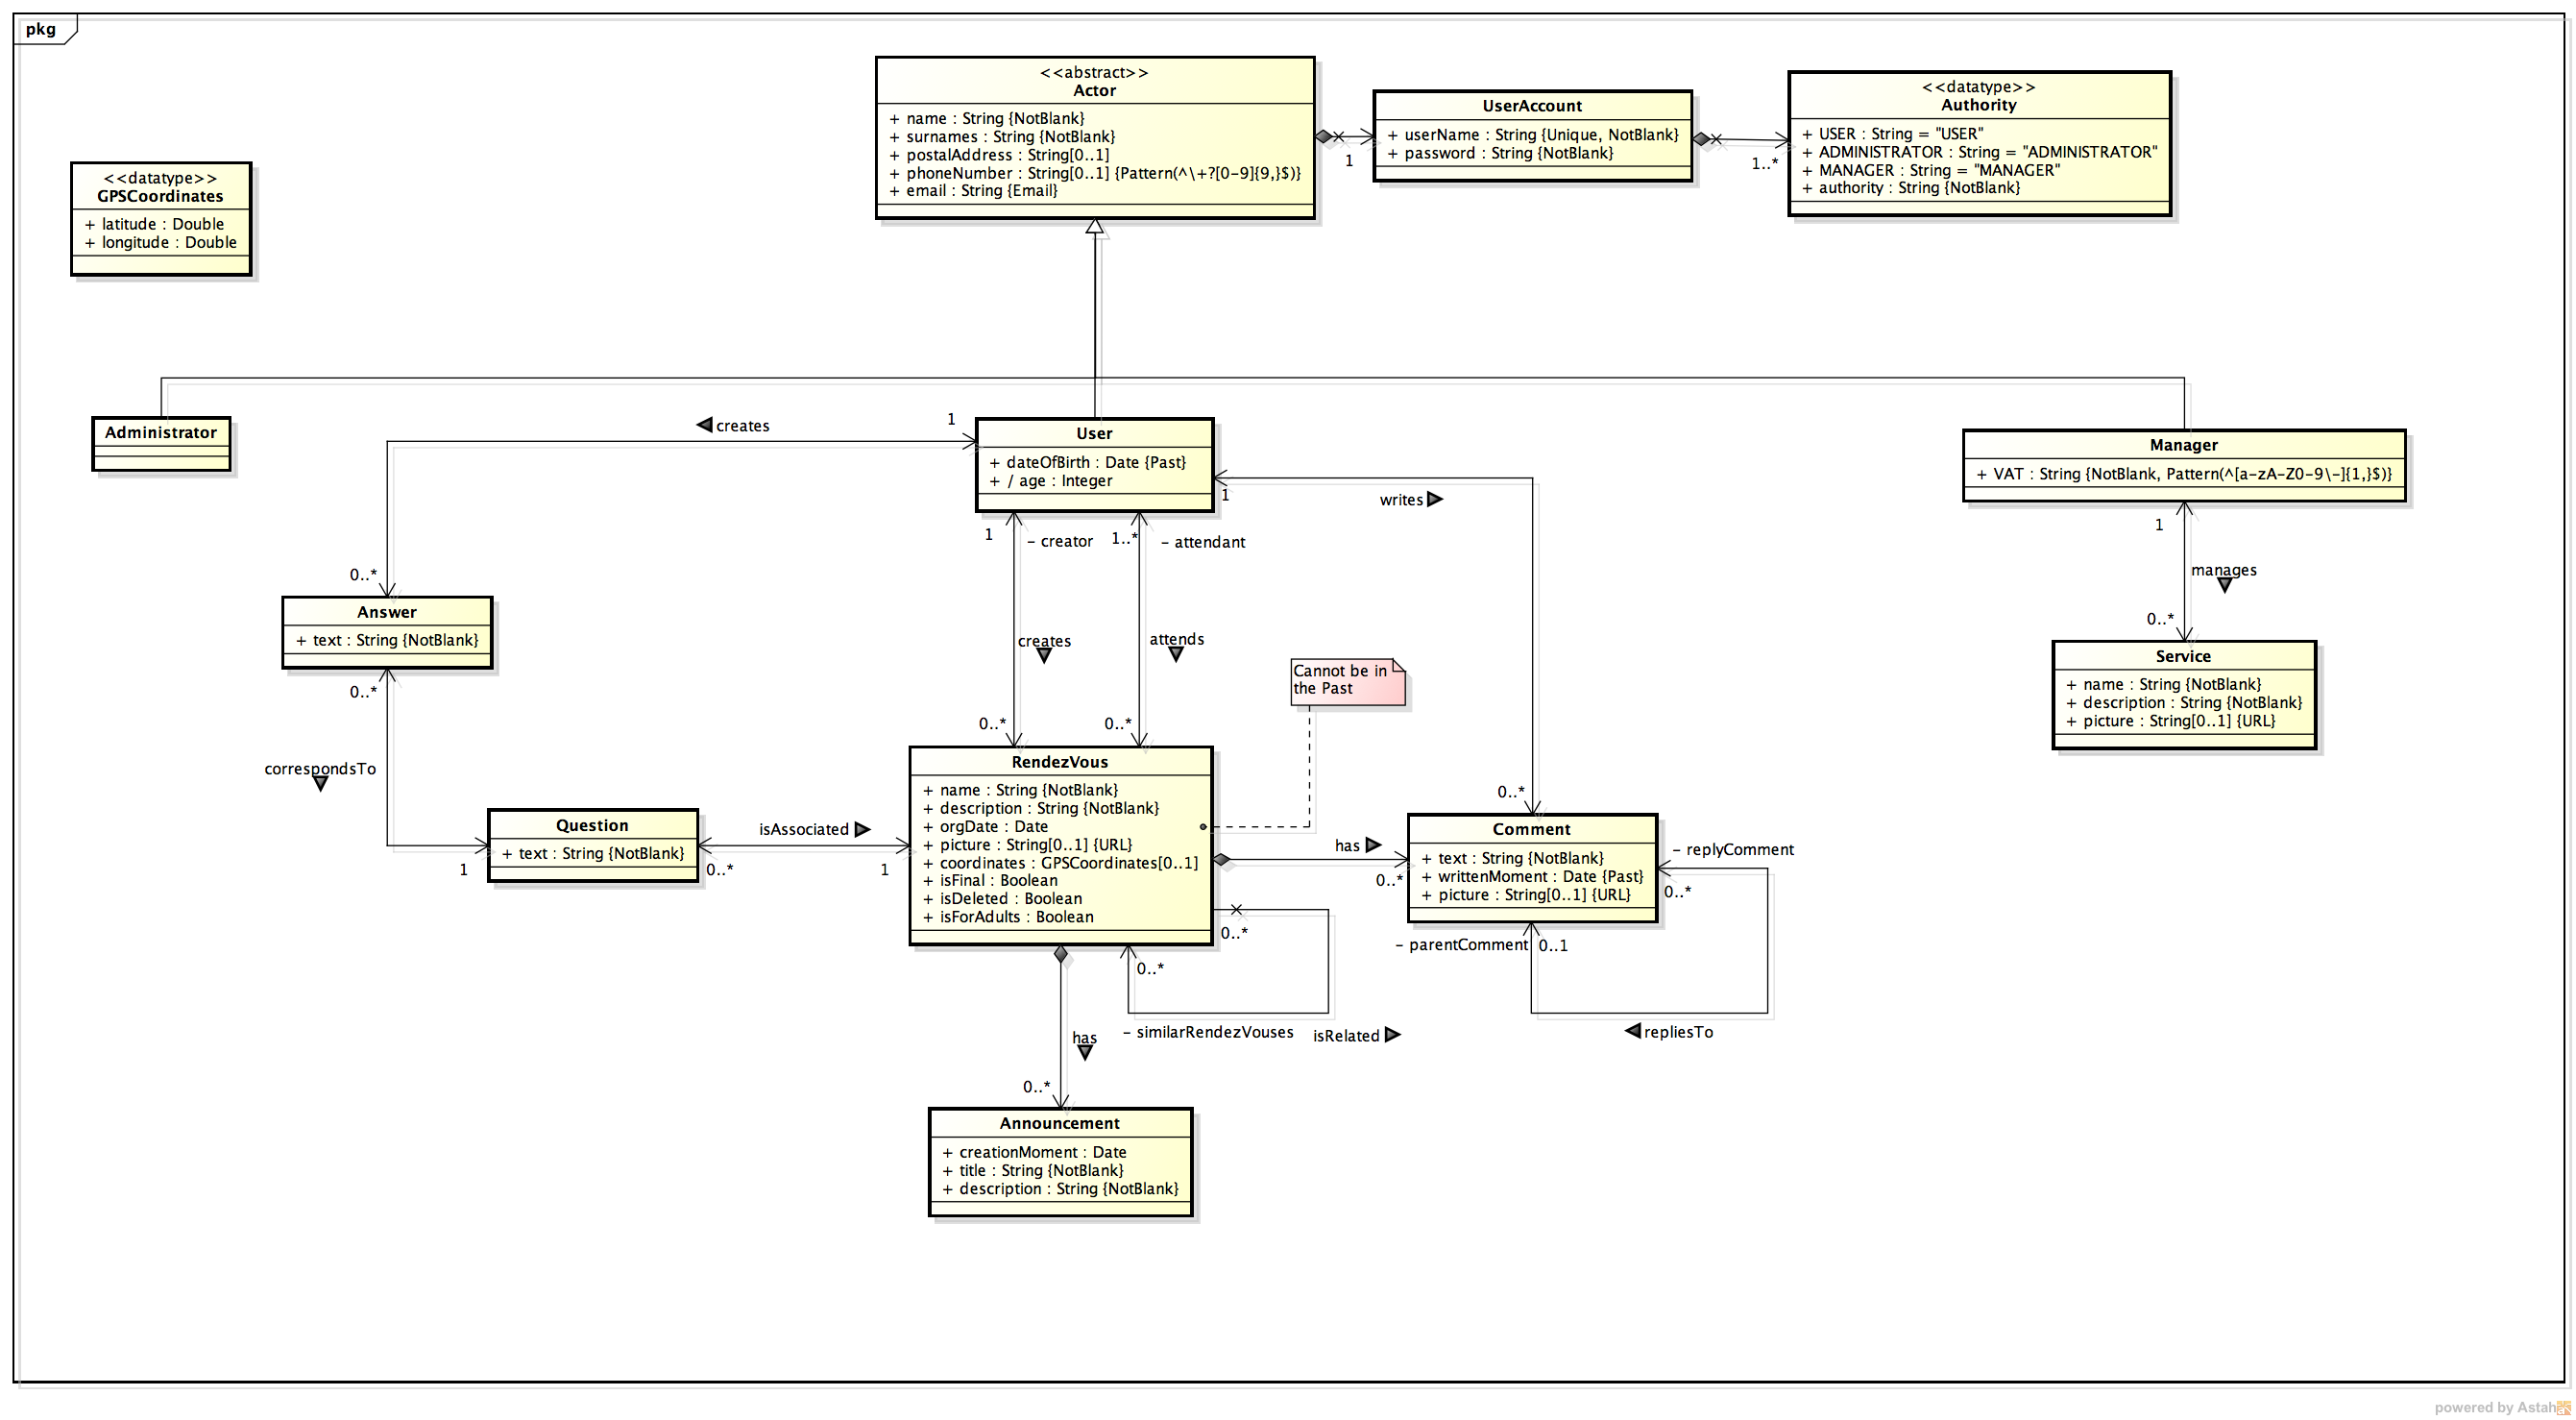 pkg
<<abstract>>
Actor
+ name : String {NotBlank}
+ surnames : String {NotBlank}
+ postalAddress : String[0..1]
+ phoneNumber : String[0..1] {Pattern(^\+?[0-9]{9,}$)}
+ email : String {Email}
1
UserAccount
+ userName : String {Unique, NotBlank}
+ password : String {NotBlank}
1..*
<<datatype>>
Authority
+ USER : String = "USER"
+ ADMINISTRATOR : String = "ADMINISTRATOR"
+ MANAGER : String = "MANAGER"
+ authority : String {NotBlank}
<<datatype>>
GPSCoordinates
+ latitude : Double
+ longitude : Double
Administrator
creates
1
0..*
User
+ dateOfBirth : Date {Past}
+ / age : Integer
1
writes
0..*
Manager
+ VAT : String {NotBlank, Pattern(^[a-zA-Z0-9\-]{1,}$)}
1
manages
0..*
1
- creator
creates
0..*
1..*
- attendant
attends
0..*
Answer
+ text : String {NotBlank}
0..*
correspondsTo
1
Service
+ name : String {NotBlank}
+ description : String {NotBlank}
+ picture : String[0..1] {URL}
Cannot be in
the Past
Question
+ text : String {NotBlank}
0..*
isAssociated
1
RendezVous
+ name : String {NotBlank}
+ description : String {NotBlank}
+ orgDate : Date
+ picture : String[0..1] {URL}
+ coordinates : GPSCoordinates[0..1]
+ isFinal : Boolean
+ isDeleted : Boolean
+ isForAdults : Boolean
has
0..*
Comment
+ text : String {NotBlank}
+ writtenMoment : Date {Past}
+ picture : String[0..1] {URL}
- replyComment
0..*
- parentComment
0..1
repliesTo
0..*
0..*
- similarRendezVouses
isRelated
has
0..*
Announcement
+ creationMoment : Date
+ title : String {NotBlank}
+ description : String {NotBlank}
powered by Astah